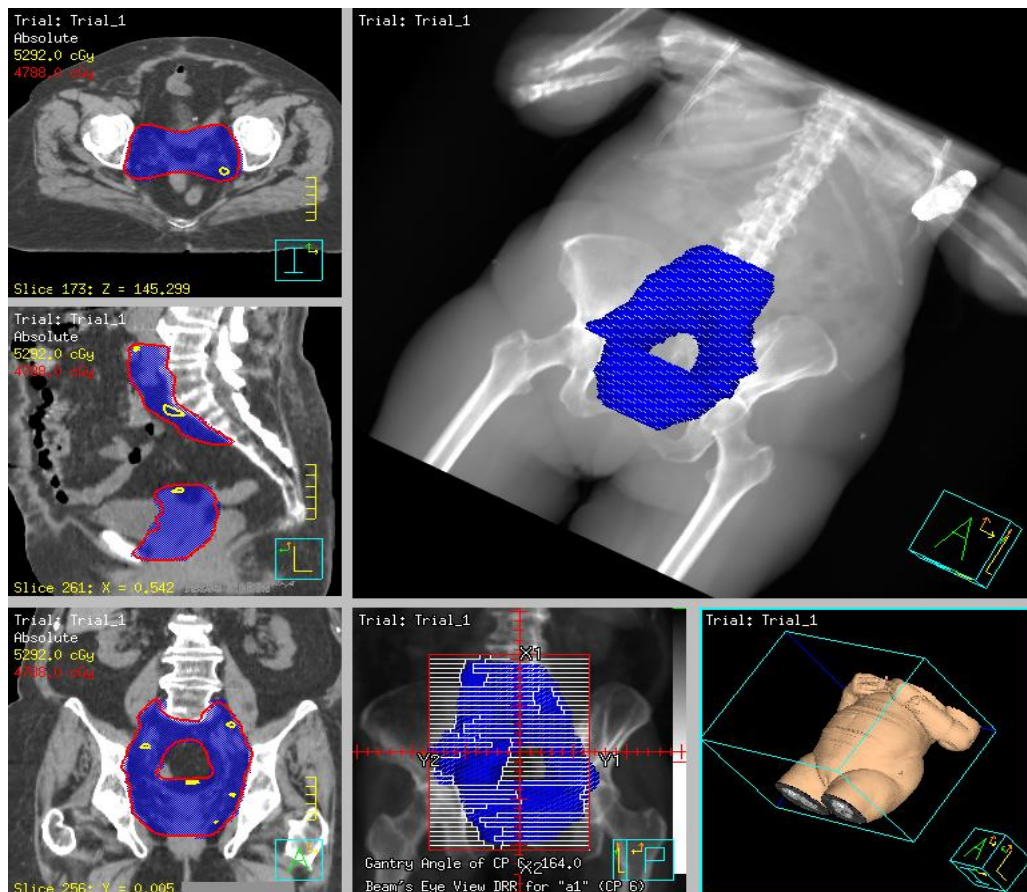 Trial: Trial_1
Absolute
5292.0 cGy
4788.0 cGy
I
Slice 173: Z = 145.299
A
L
Trial: Trial_1
Absolute
5292.0 cGy
4788.0 cGy
L
Slice 261: X = 0.542
Trial: Trial_1
Absolute
5292.0 cGy
4788.0 cGy
A
Slice 256: Y = 0.005
Trial: Trial_1
X1
Y2
Y1
X2
L
P
Gantry Angle of CP 6: 164.0
Beam's Eye View DRR for "a1" (CP 6)
Trial: Trial_1
A
L